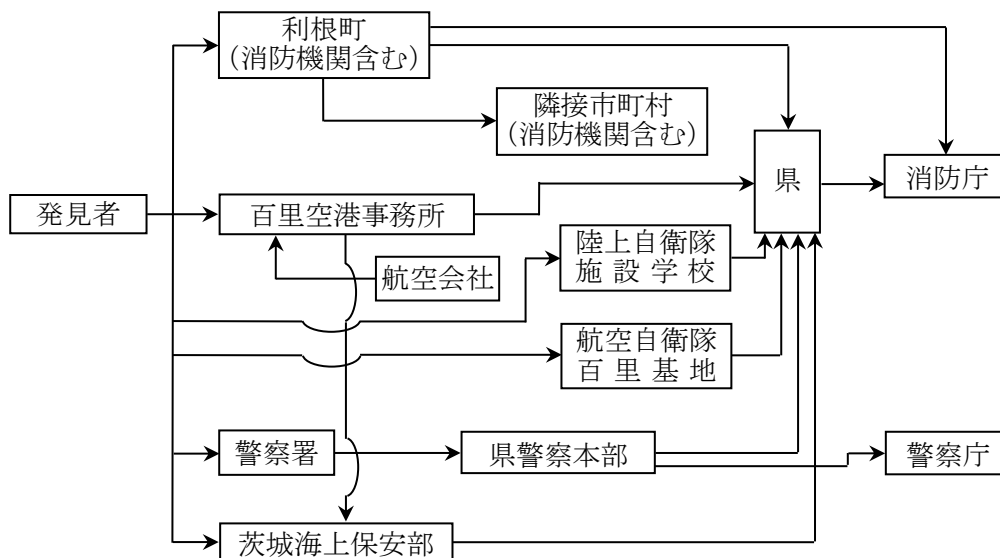 利根町
（消防機関含む）
隣接市町村
（消防機関含む）
県
消防庁
発見者
百里空港事務所
陸上自衛隊
施設学校
航空会社
航空自衛隊
百里基地
警察署
県警察本部
警察庁
茨城海上保安部